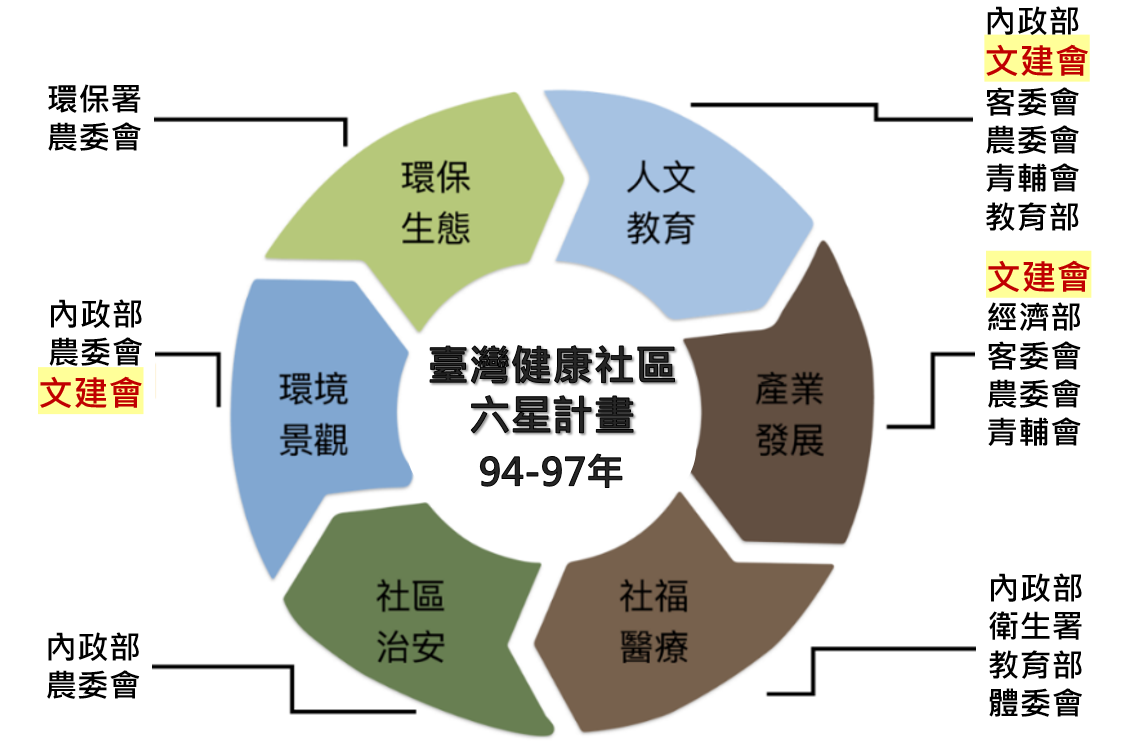 環保署
農委會
環保
生態
人文
教育
內政部
文建會
客委會
農委會
青輔會
教育部
內政部
農委會
文建會
環境
景觀
臺灣健康社區
六星計畫
94-97年
產業
發展
文建會
經濟部
客委會
農委會
青輔會
內政部
農委會
社區
治安
社福
醫療
內政部
衛生署
教育部
體委會